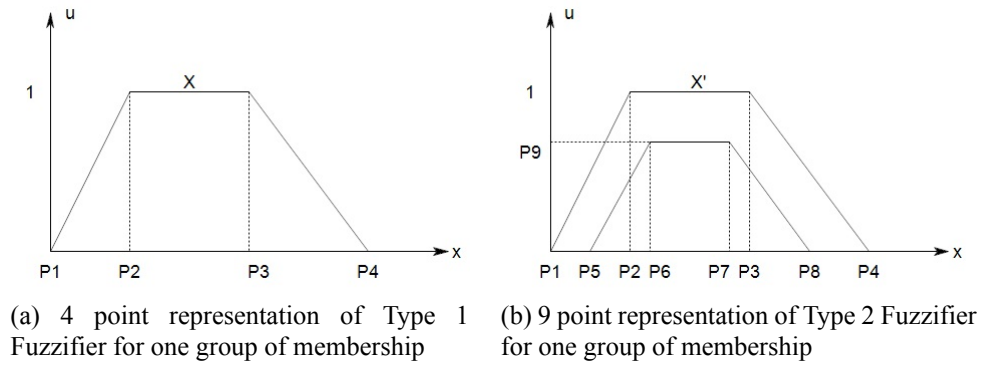 u
X
1
x
P1 P2 P3 P4
(a) 4 point representation of Type 1
Fuzzifier for one group of membership
u
X'
1
P9
x
P1 P5 P2 P6 P7 P3 P8 P4
(b) 9 point representation of Type 2 Fuzzifier
for one group of membership